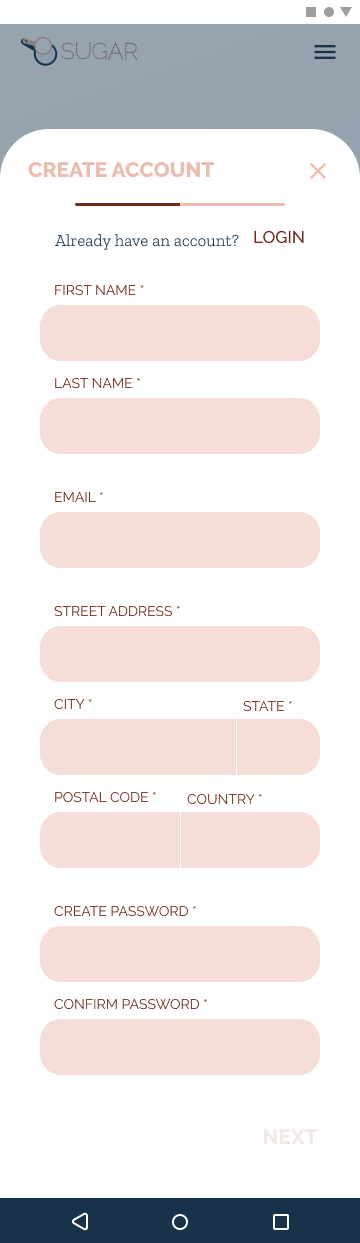 SUGAR
CREATE ACCOUNT
Already have an account? LOGIN
FIRST NAME *
LAST NAME *
EMAIL *
STREET ADDRESS *
CITY * STATE *
POSTAL CODE * COUNTRY *
CREATE PASSWORD *
CONFIRM PASSWORD *
NEXT